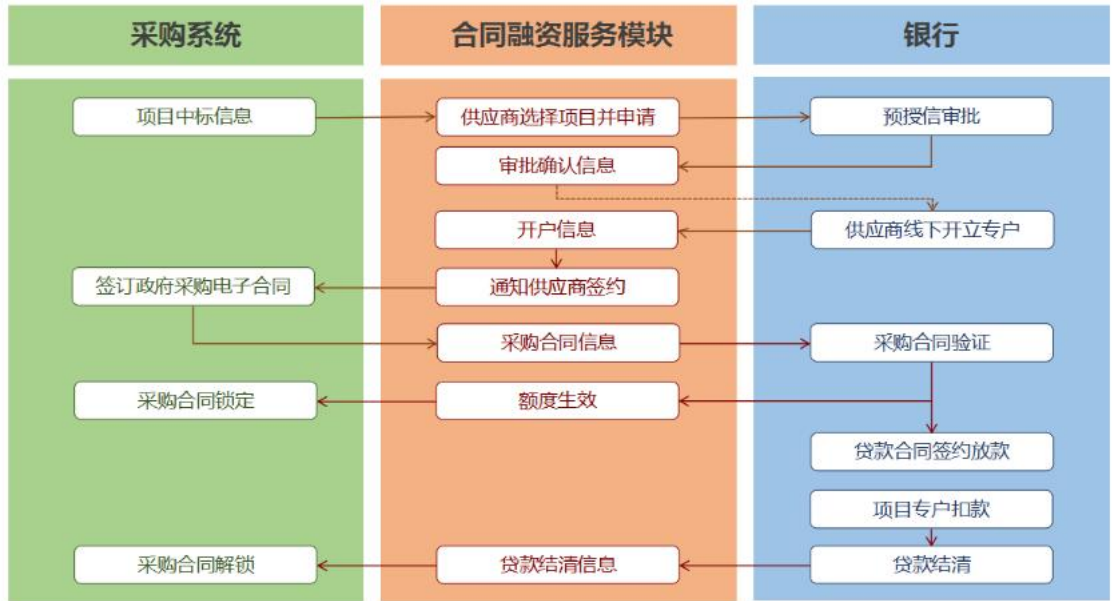 采购系统
合同融资服务模块
银行
项目中标信息
供应商选择项目并申请
预授信审批
审批确认信息
开户信息
供应商线下开立专户
签订政府采购电子合同
通知供应商签约
采购合同信息
采购合同验证
采购合同锁定
额度生效
贷款合同签约放款
项目专户扣款
采购合同解锁
贷款结清信息
贷款结清